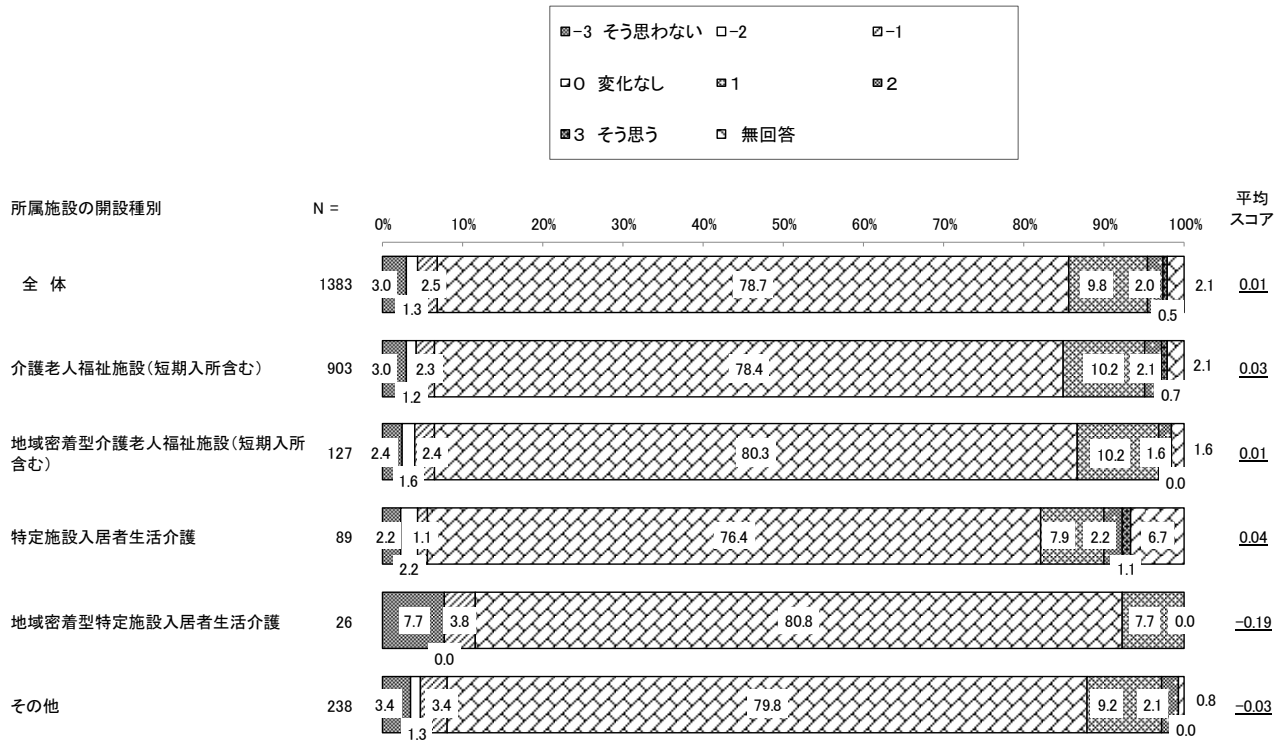 -3 そう思わない -2 -1
0 変化なし 1 2
3 そう思う 無回答
所属施設の開設種別 N = 0% 10% 20% 30% 40% 50% 60% 70% 80% 90% 100% 平均
スコア
全 体 1383 3.0 1.3 2.5 78.7 9.8 2.0 0.5 2.1 0.01
介護老人福祉施設(短期入所含む) 903 3.0 1.2 2.3 78.4 10.2 2.1 0.7 2.1 0.03
地域密着型介護老人福祉施設(短期入所
含む) 127 2.4 1.6 2.4 80.3 10.2 1.6 0.0 1.6 0.01
特定施設入居者生活介護 89 2.2 2.2 1.1 76.4 7.9 2.2 1.1 6.7 0.04
地域密着型特定施設入居者生活介護 26 7.7 0.0 3.8 80.8 7.7 0.0 -0.19
その他 238 3.4 1.3 3.4 79.8 9.2 2.1 0.0 0.8 -0.03